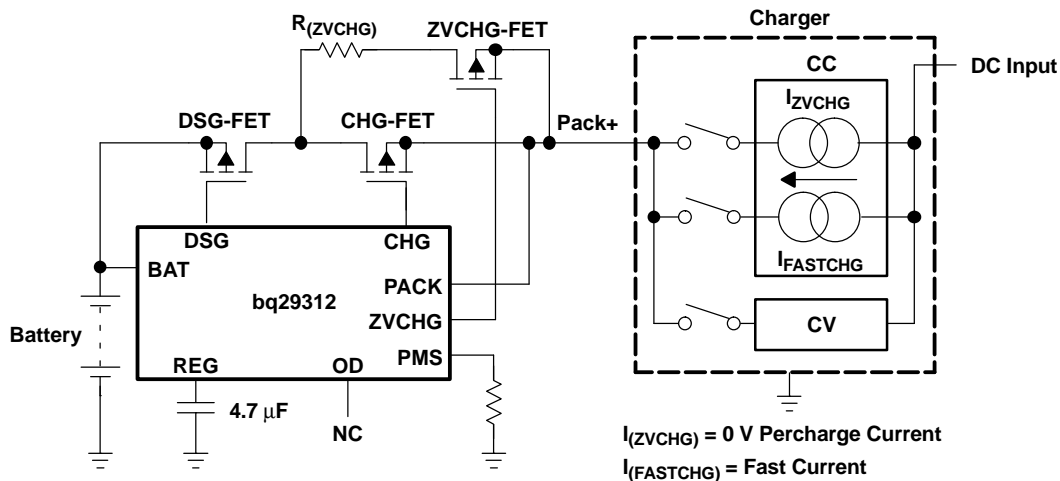 Charger
R(ZVCHG)
ZVCHG-FET
CC
DC Input
IZVCHG
DSG-FET
CHG-FET
Pack+
DSG
CHG
IFASTCHG
BAT
PACK
bq29312
ZVCHG
CV
Battery
PMS
REG
OD
4.7 μF
NC
I(ZVCHG) = 0 V Percharge Current
I(FASTCHG) = Fast Current